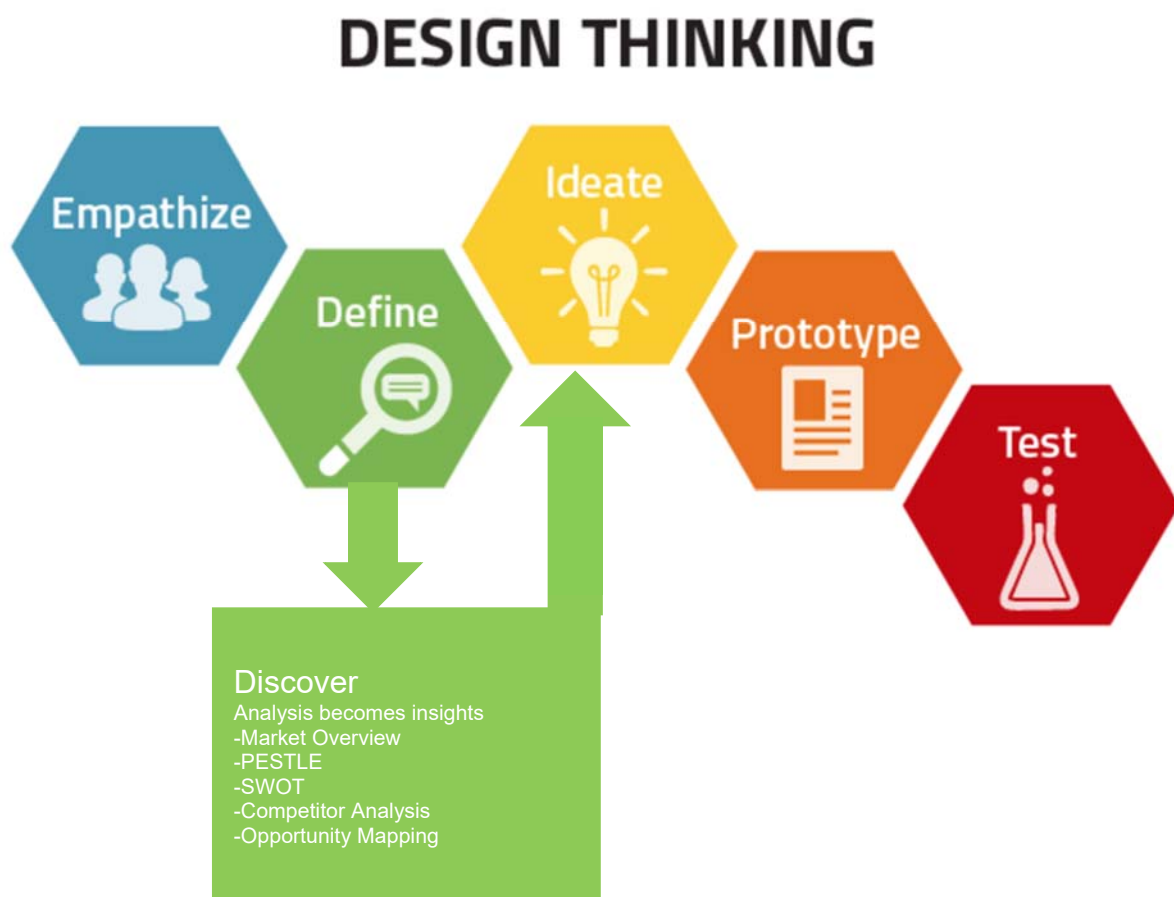 DESIGN THINKING
Empathize
Define
Ideate
Prototype
Test
Discover
Analysis becomes insights
-Market Overview
-PESTLE
-SWOT
-Competitor Analysis
-Opportunity Mapping